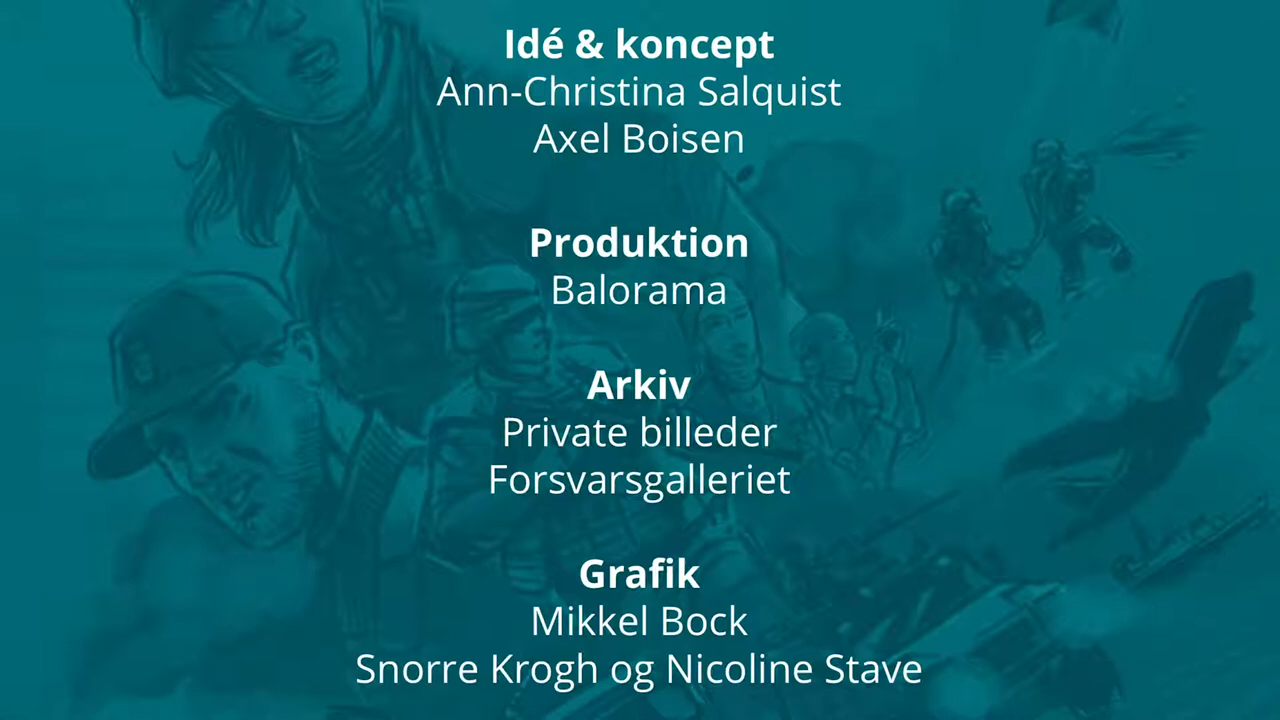 Idé & koncept
Ann-Christina Salquist
Axel Boisen
Produktion
Balorama
Arkiv
Private billeder
Forsvarsgalleriet
Grafik
Mikkel Bock
Snorre Krogh og Nicoline Stave